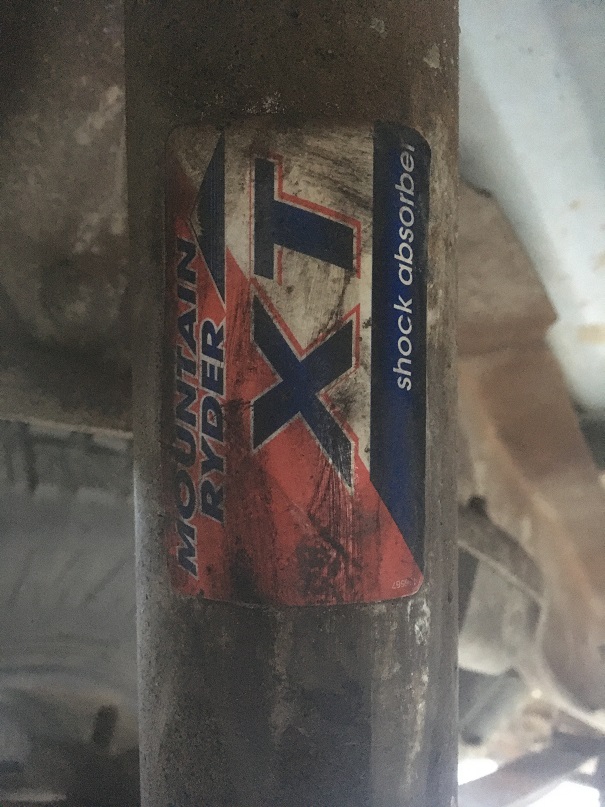 MOUNTAIN
RYDER
XT
shock absorber